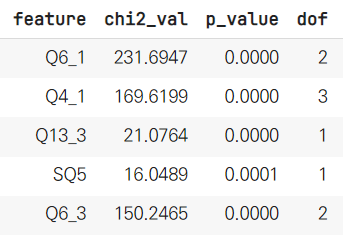 feature chi2_val p_value dof
Q6_1 231.6947 0.0000 2
Q4_1 169.6199 0.0000 3
Q13_3 21.0764 0.0000 1
SQ5 16.0489 0.0001 1
Q6_3 150.2465 0.0000 2